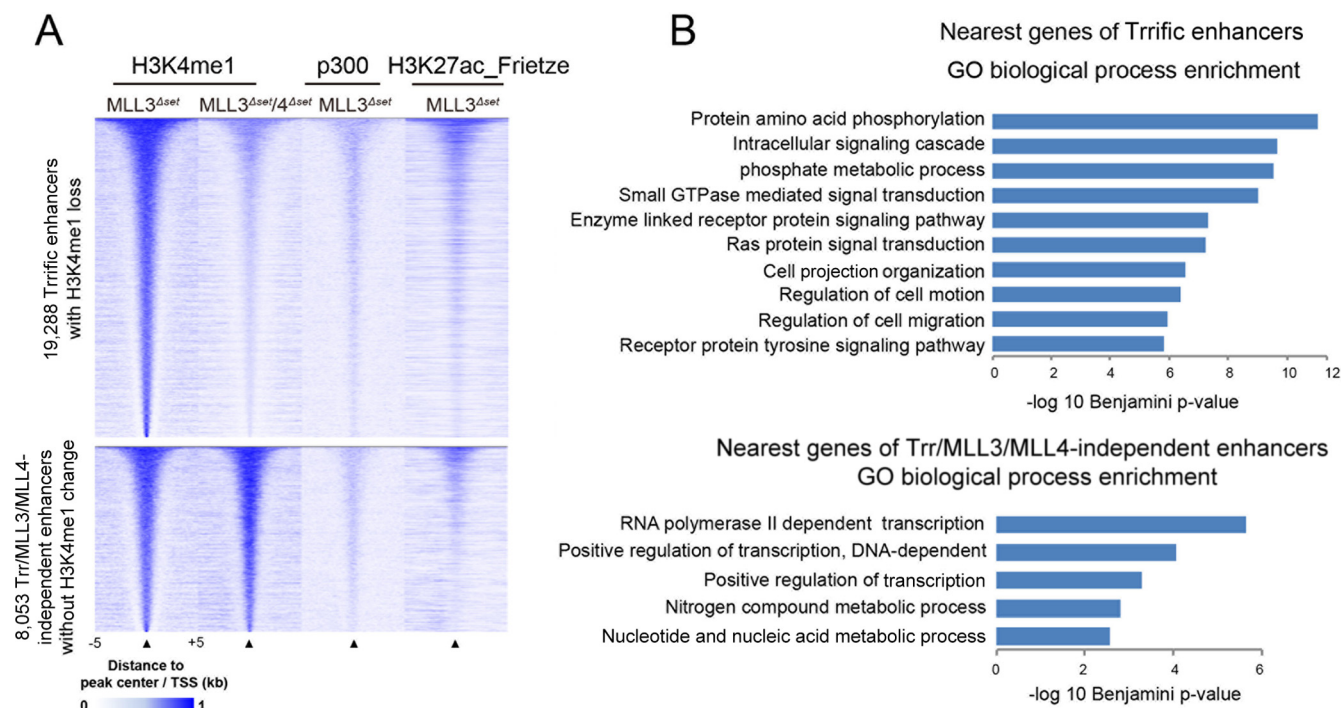 A
H3K4me1
p300
H3K27ac_Frietze
MLL3Δset
MLL3Δset/4Δset
MLL3Δset
MLL3Δset
19,288 Trrific enhancers
with H3K4me1 loss
8,053 Trr/MLL3/MLL4-
independent enhancers
without H3K4me1 change
-5
+5
Distance to
peak center / TSS (kb)
0
1
B
Nearest genes of Trrific enhancers
GO biological process enrichment
Protein amino acid phosphorylation
Intracellular signaling cascade
phosphate metabolic process
Small GTPase mediated signal transduction
Enzyme linked receptor protein signaling pathway
Ras protein signal transduction
Cell projection organization
Regulation of cell motion
Regulation of cell migration
Receptor protein tyrosine signaling pathway
0 2 4 6 8 10 12
-log 10 Benjamini p-value
Nearest genes of Trr/MLL3/MLL4-independent enhancers
GO biological process enrichment
RNA polymerase II dependent transcription
Positive regulation of transcription, DNA-dependent
Positive regulation of transcription
Nitrogen compound metabolic process
Nucleotide and nucleic acid metabolic process
0 2 4 6
-log 10 Benjamini p-value